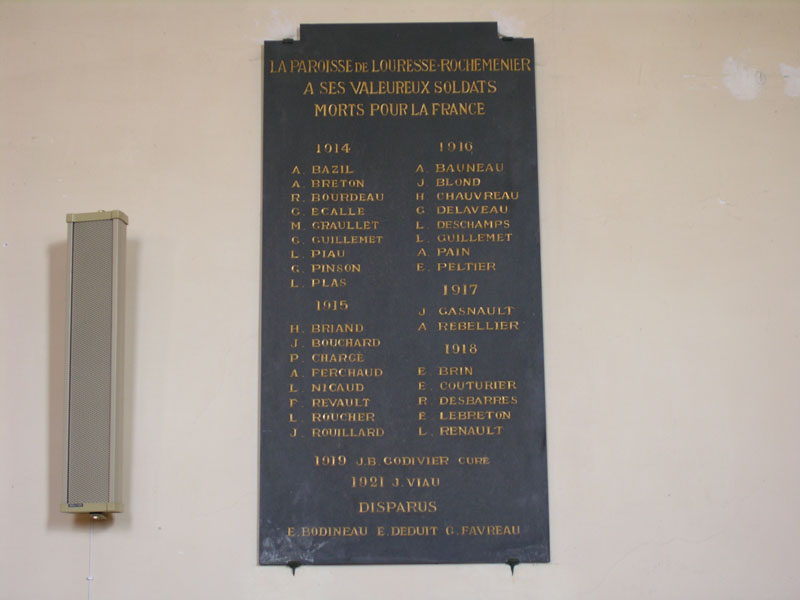 LA PAROISSE DE LOURESSE-ROCHEMENIER
A SES VALEUREUX SOLDATS
MORTS POUR LA FRANCE
1914
A. BAZIL
A. BRETON
R. BOURDEAU
G. ECALLE
M. GRAULLET
G. GUILLEMET
L. PIAU
G. PINSON
L. PLAS
1915
H. BRIAND
J. BOUCHARD
P. CHARGÉ
A. FERCHAUD
L. NICAUD
F. REVAULT
L. ROUCHER
J. ROUILLARD
1916
A. BAUNEAU
J. BLOND
H CHAUVREAU
G. DELAVEAU
L. DESCHAMPS
L. GUILLEMET
A. PAIN
E. PELTIER
1917
J. GASNAULT
A REBELLIER
1918
E BRIN
E. COUTURIER
R DESBARRES
E LEBRETON
L. RENAULT
1919 J.B. GODIVIER CURÉ
1921 J. VIAU
DISPARUS
E. BODINEAU E. DEDUIT G. FAVREAU